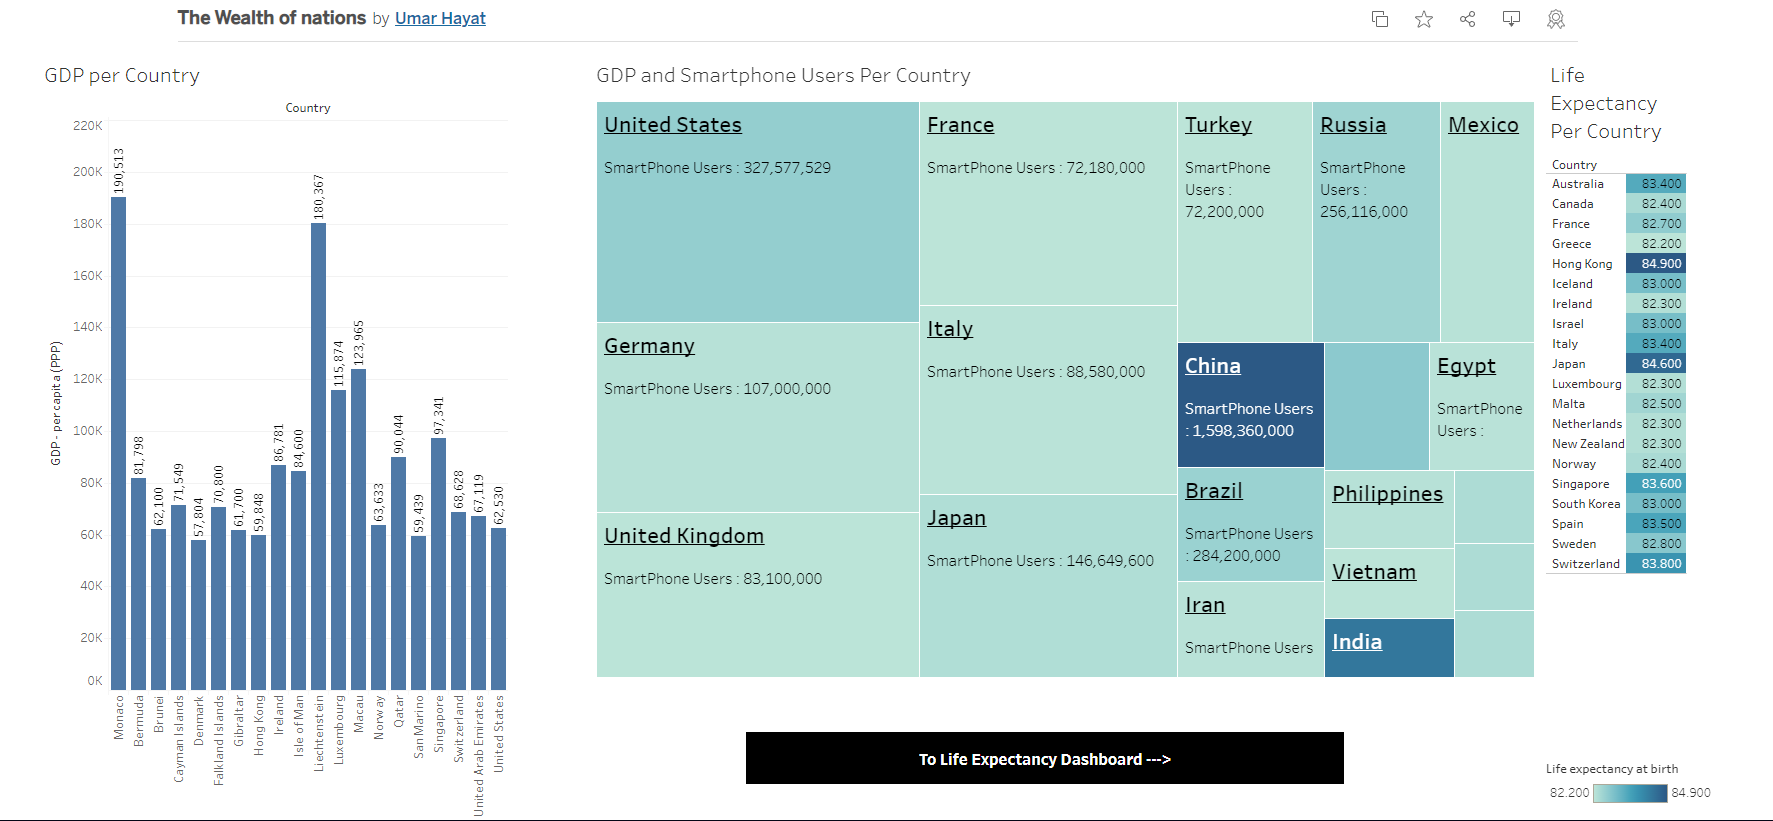 The Wealth of nations by Umar Hayat
GDP per Country
Country
GDP - per capita (PPP)
220K
200K
180K
160K
140K
120K
100K
80K
60K
40K
20K
0K
190,513
81,798
62,100
71,549
57,804
70,800
61,700
59,848
86,781
84,600
180,367
115,874
123,965
63,633
90,044
59,439
97,341
68,628
67,119
62,530
Monaco
Bermuda
Brunei
Cayman Islands
Denmark
Falkland Islands
Gibraltar
Hong Kong
Ireland
Isle of Man
Liechtenstein
Luxembourg
Macau
Norway
Qatar
San Marino
Singapore
Switzerland
United Arab Emirates
United States
GDP and Smartphone Users Per Country
United States
SmartPhone Users : 327,577,529
Germany
SmartPhone Users : 107,000,000
United Kingdom
SmartPhone Users : 83,100,000
France
SmartPhone Users : 72,180,000
Italy
SmartPhone Users : 88,580,000
Japan
SmartPhone Users : 146,649,600
Turkey
SmartPhone
Users :
72,200,000
Russia
SmartPhone
Users :
256,116,000
Mexico
China
SmartPhone Users
: 1,598,360,000
Brazil
SmartPhone Users
: 284,200,000
Iran
SmartPhone Users
Egypt
SmartPhone
Users :
Philippines
Vietnam
India
To Life Expectancy Dashboard --->
Life
Expectancy
Per Country
Country
Australia 83.400
Canada 82.400
France 82.700
Greece 82.200
Hong Kong 84.900
Iceland 83.000
Ireland 82.300
Israel 83.000
Italy 83.400
Japan 84.600
Luxembourg 82.300
Malta 82.500
Netherlands 82.300
New Zealand 82.300
Norway 82.400
Singapore 83.600
South Korea 83.000
Spain 83.500
Sweden 82.800
Switzerland 83.800
Life expectancy at birth
82.200 84.900